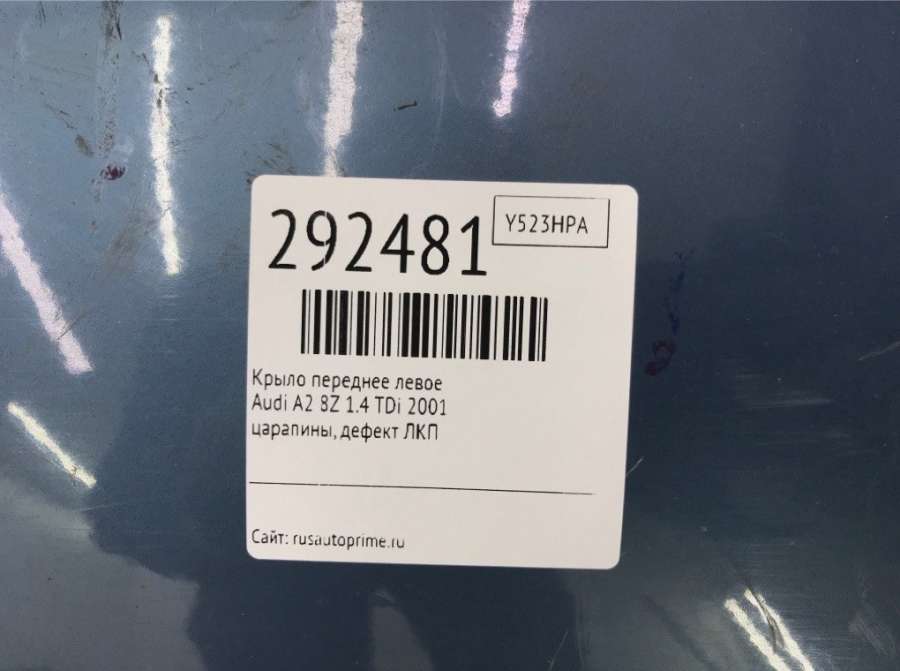 292481
Y523HPA
Крыло переднее левое
Audi A2 8Z 1.4 TDi 2001
царапины, дефект ЛКП
Сайт: rusautoprime.ru